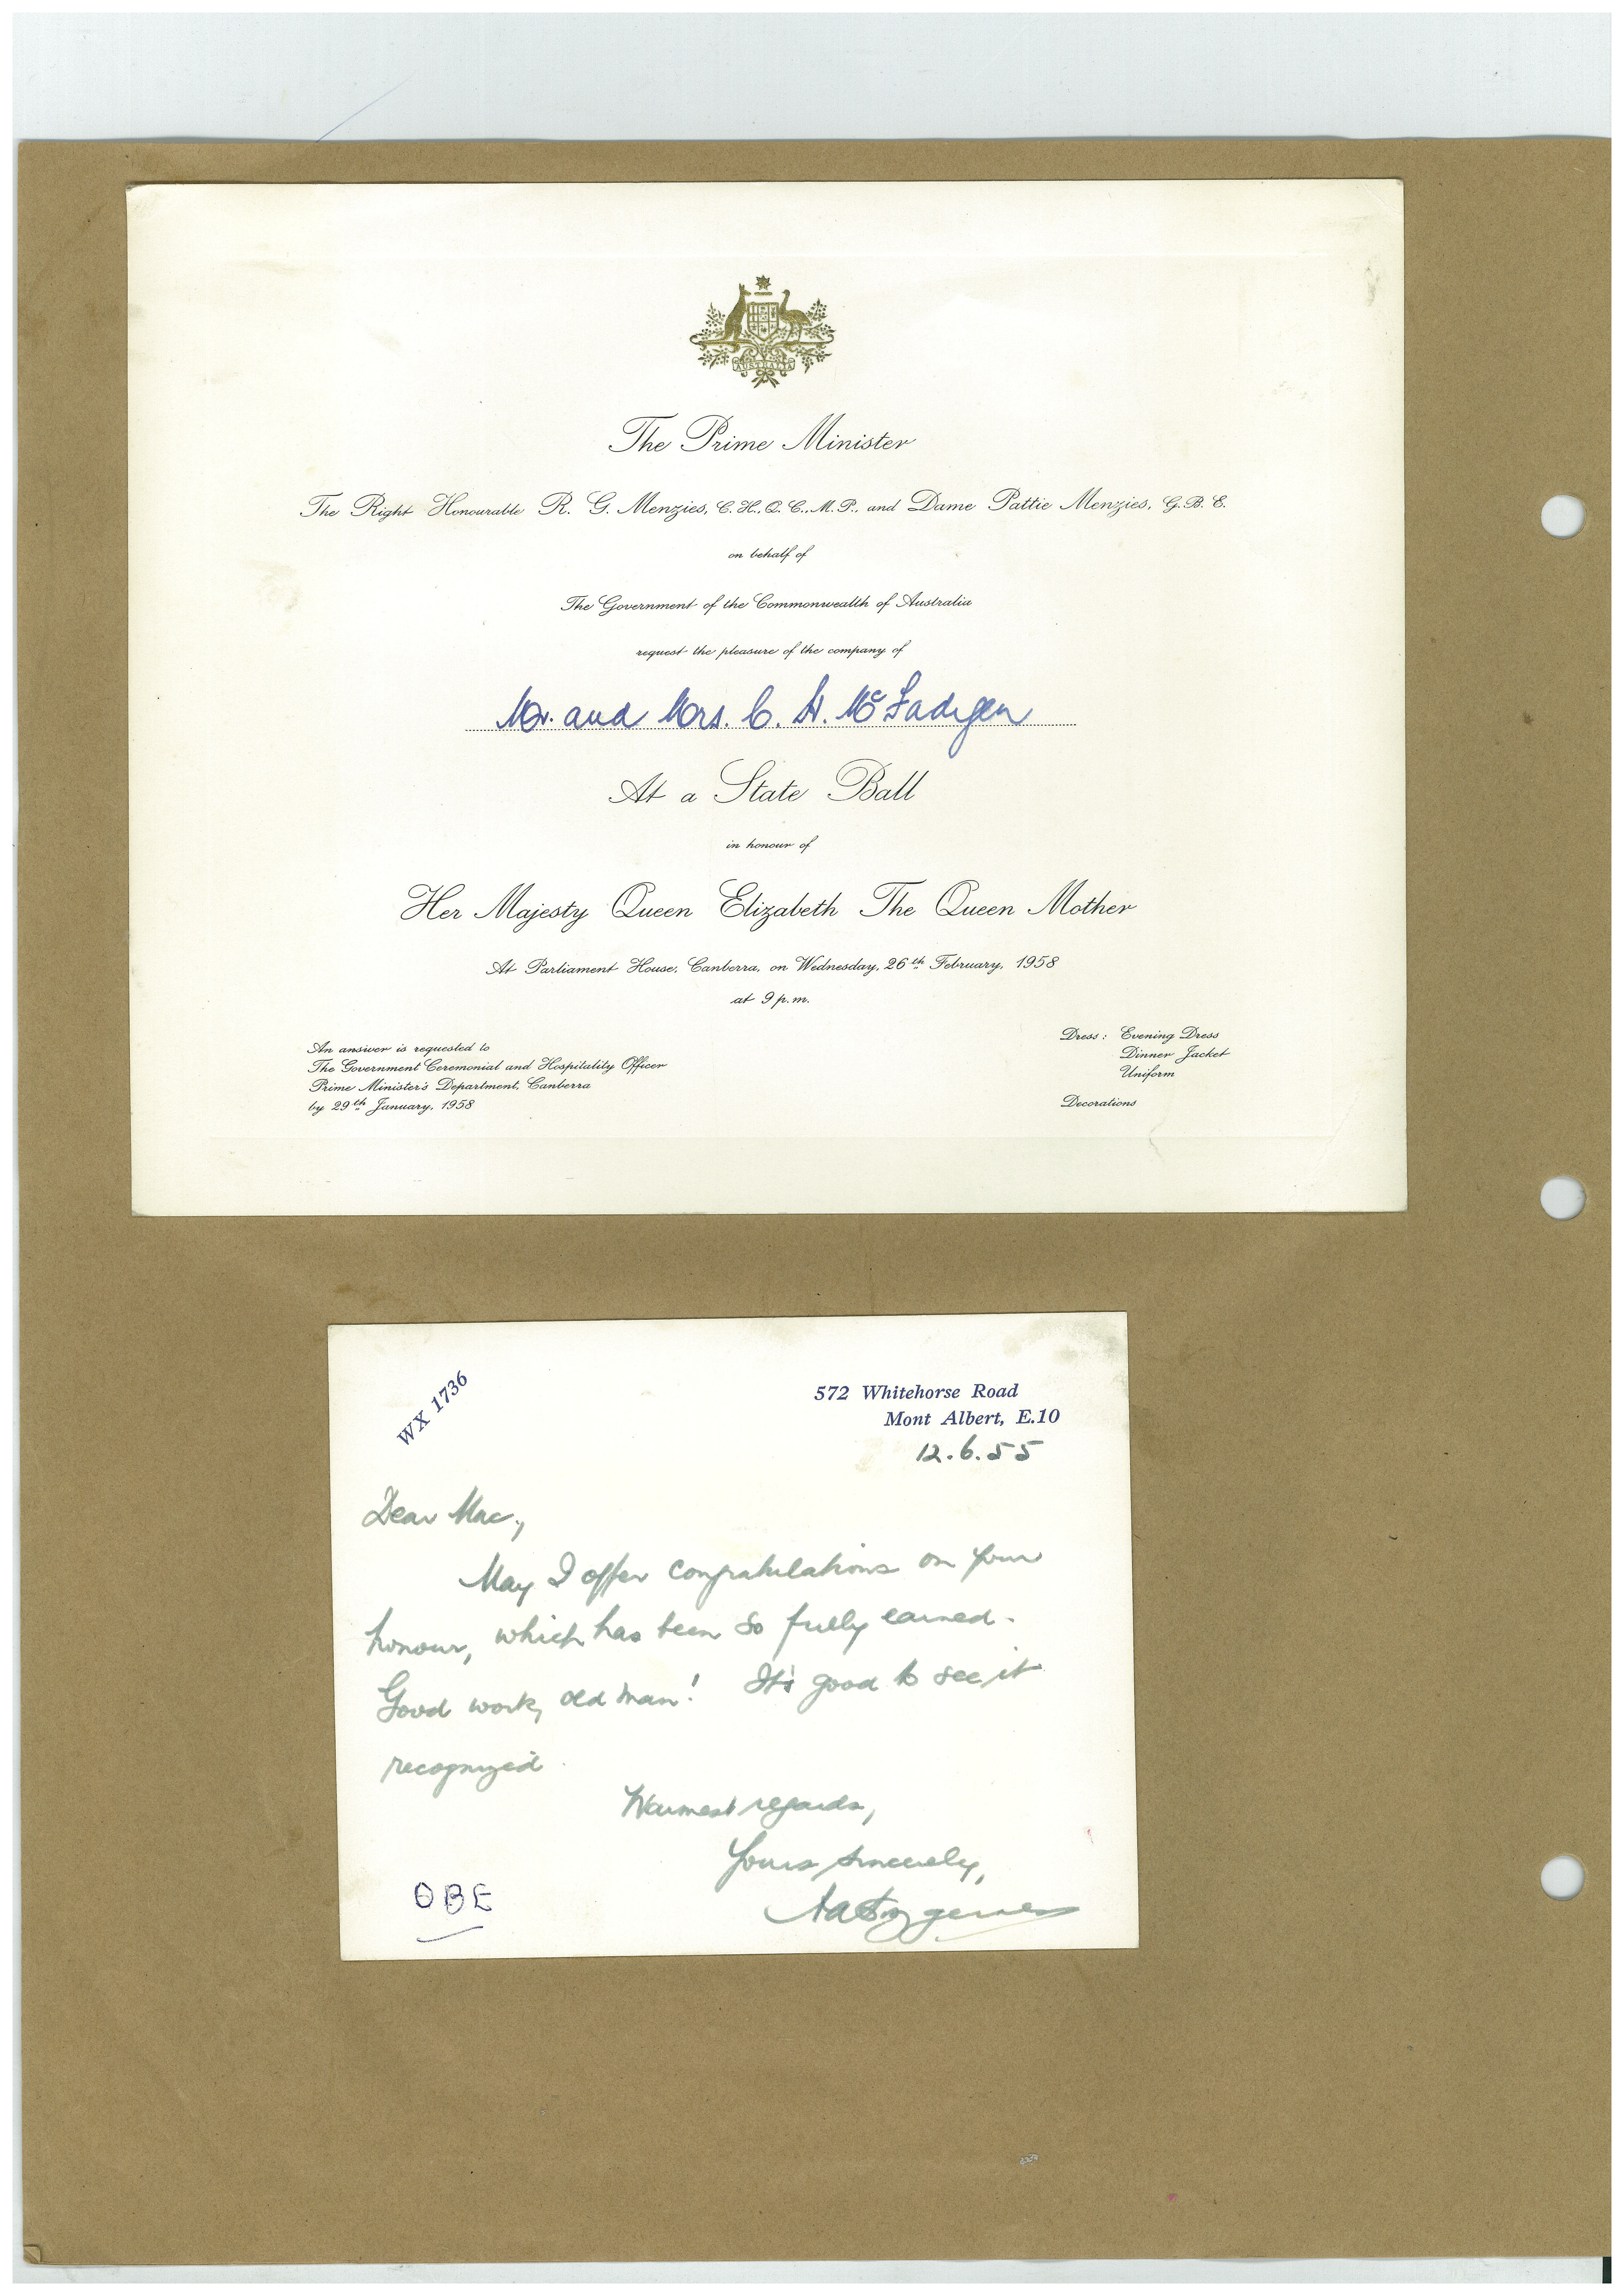 AUSTRALIA
The Prime Minister
The Right Honourable R. G. Menzies, C.H., Q.C., M.P., and Dame Pattie Menzies, G.B.E.
on behalf of
The Government of the Commonwealth of Australia
request the pleasure of the company of
Mr. and Mrs. C. W. McFadyen
At a State Ball
in honour of
Her Majesty Queen Elizabeth The Queen Mother
At Parliament House, Canberra, on Wednesday, 26th February, 1958
at 9 p.m.
An answer is requested to
The Government Ceremonial and Hospitality Officer
Prime Minister's Department, Canberra
by 29th January, 1958
Dress: Evening Dress
Dinner Jacket
Uniform
Decorations
WX 1736
572 Whitehorse Road
Mont Albert, E.10
12.6.55
Dear Mac,
May I offer congratulations on your
honour, which has been so fully earned.
Good work, old man! It's good to see it
recognized.
Warmest regards,
Yours sincerely,
OBE